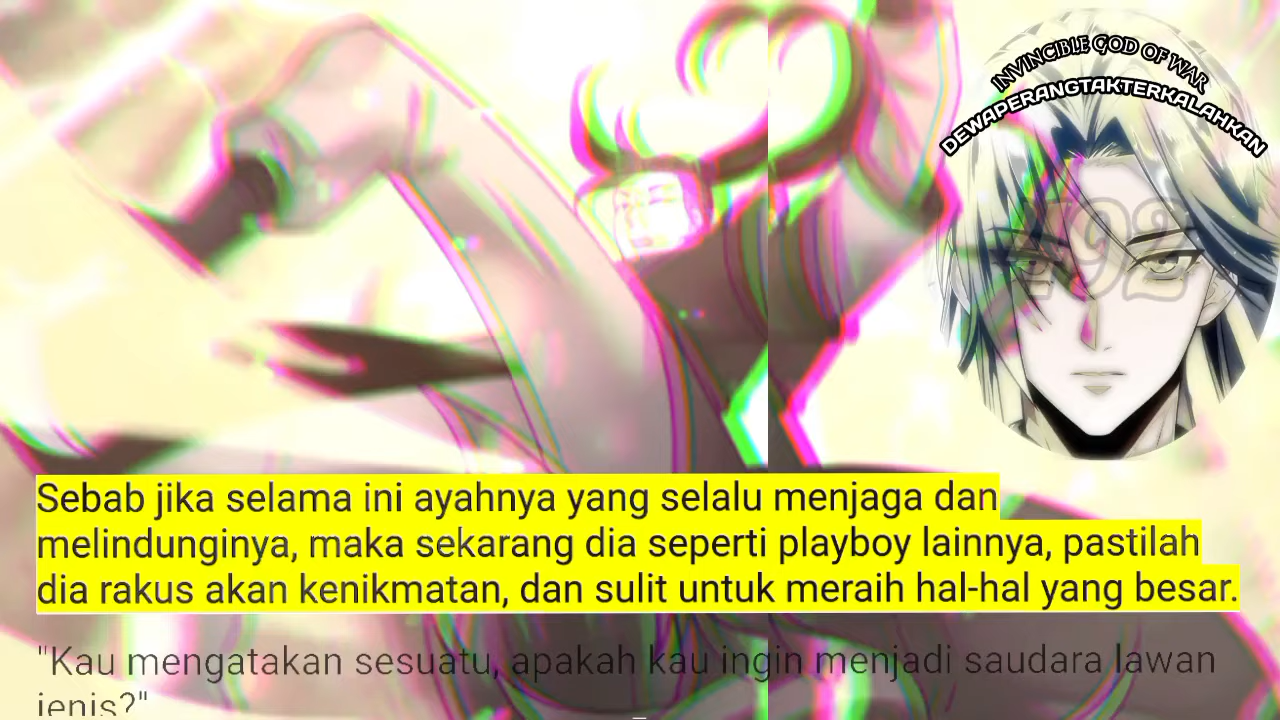 INVINCIBLE GOD OF WAR
DEWAPERANGTAKTERKALAHKAN
492
Sebab jika selama ini ayahnya yang selalu menjaga dan
melindunginya, maka sekarang dia seperti playboy lainnya, pastilah
dia rakus akan kenikmatan, dan sulit untuk meraih hal-hal yang besar.
"Kau mengatakan sesuatu, apakah kau ingin menjadi saudara lawan
jenis?"